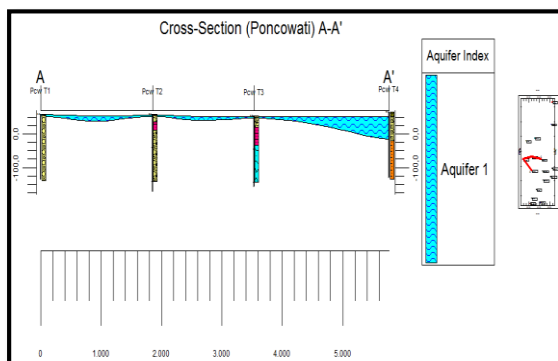 Cross-Section (Poncowati) A-A'
A
A'
Pcw T1
Pcw T2
Pcw T3
Pcw T4
0,0
0,0
-100,0
-100,0
Aquifer Index
Aquifer 1
0
1.000
2.000
3.000
4.000
5.000